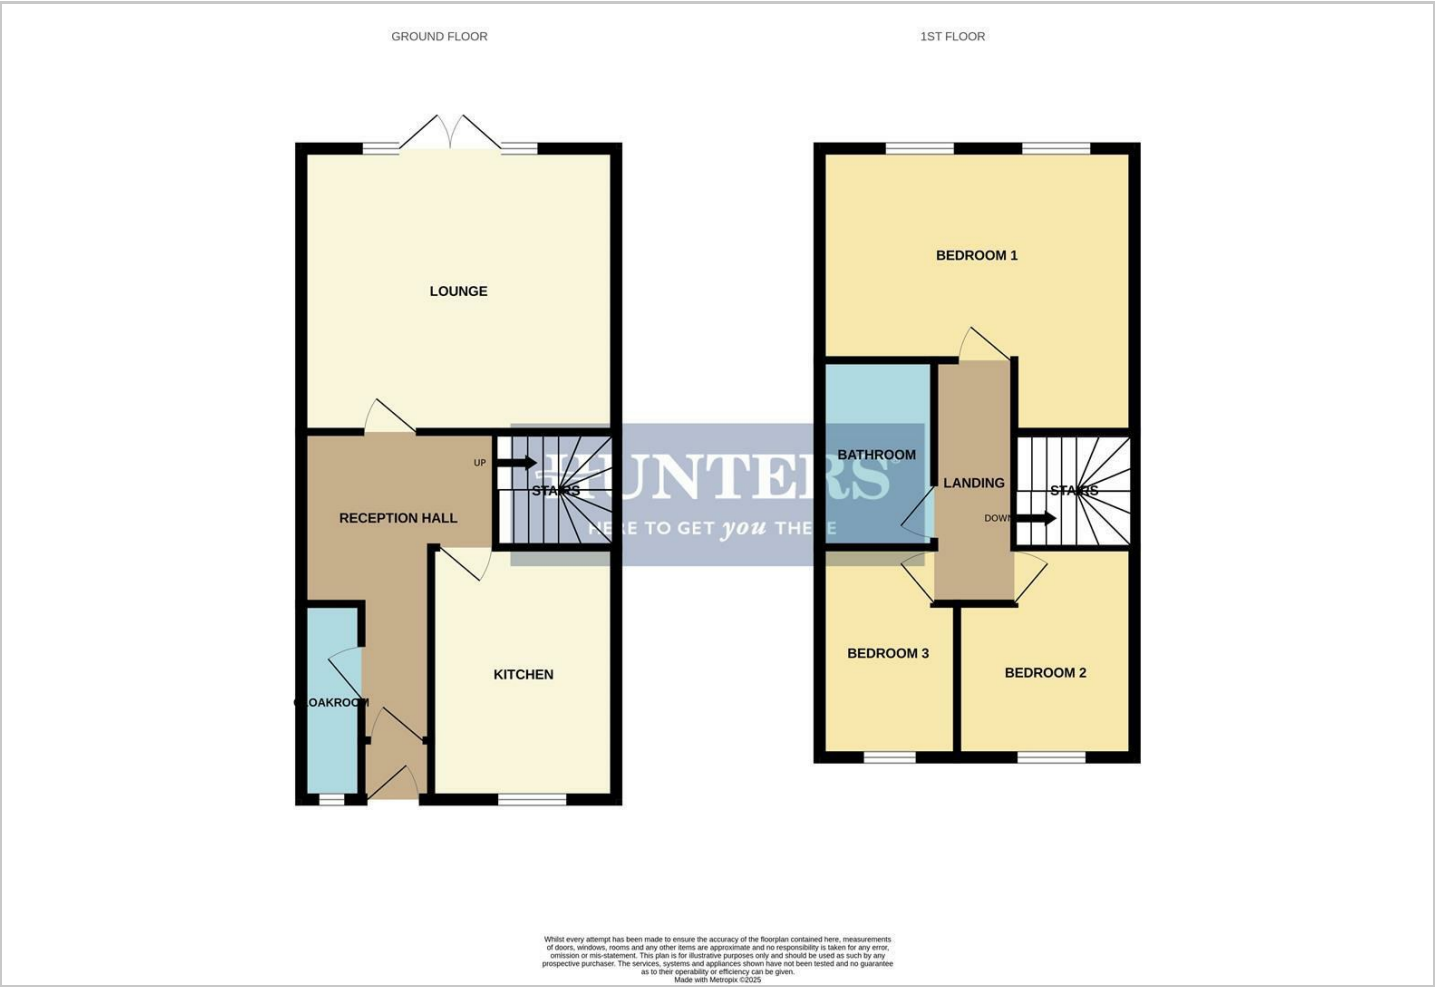 GROUND FLOOR
1ST FLOOR
LOUNGE
BEDROOM 1
UP
STAIRS
RECEPTION HALL
KITCHEN
CLOAKROOM
BATHROOM
LANDING
STAIRS
DOWN
BEDROOM 3
BEDROOM 2
HUNTERS®
HERE TO GET you THERE
Whilst every attempt has been made to ensure the accuracy of the floorplan contained here, measurements
of doors, windows, rooms and any other items are approximate and no responsibility is taken for any error,
omission or mis-statement. This plan is for illustrative purposes only and should be used as such by any
prospective purchaser. The services, systems and appliances shown have not been tested and no guarantee
as to their operability or efficiency can be given.
Made with Metropix ©2025